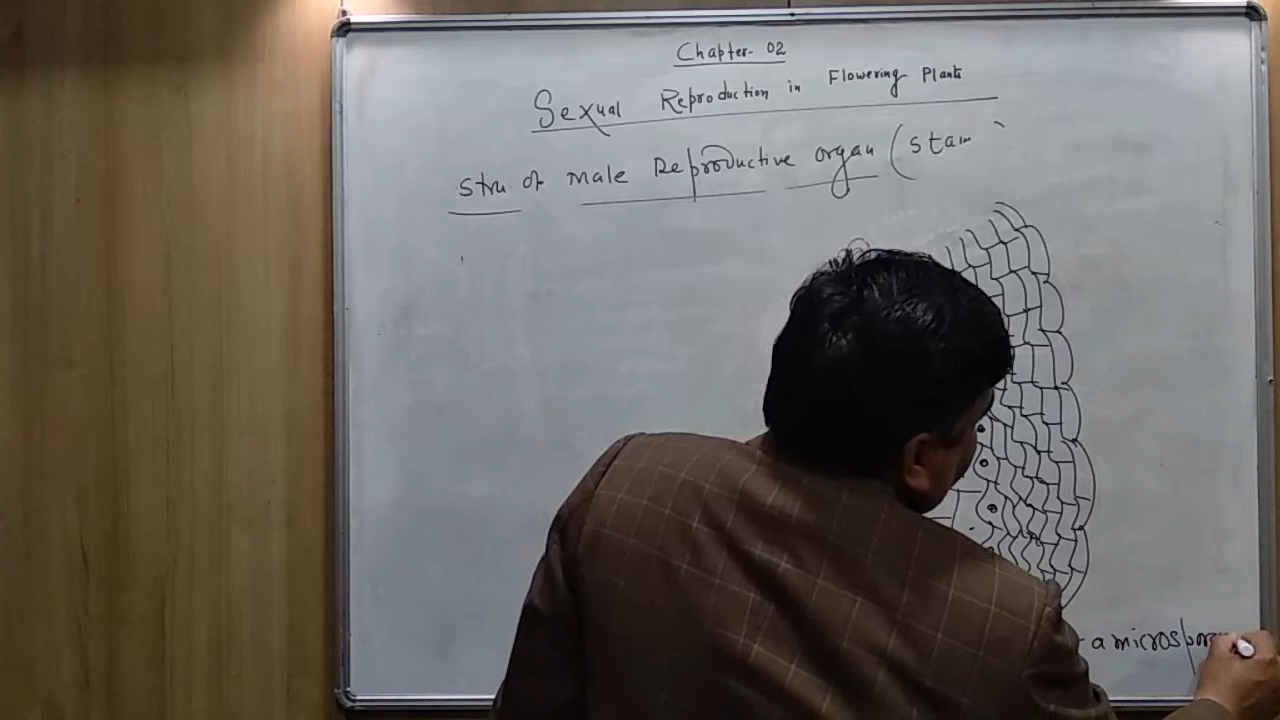 Chapter- 02
Sexual Reproduction in Flowering Plants
Stru. of Male Reproductive organ (Stam
a microspor